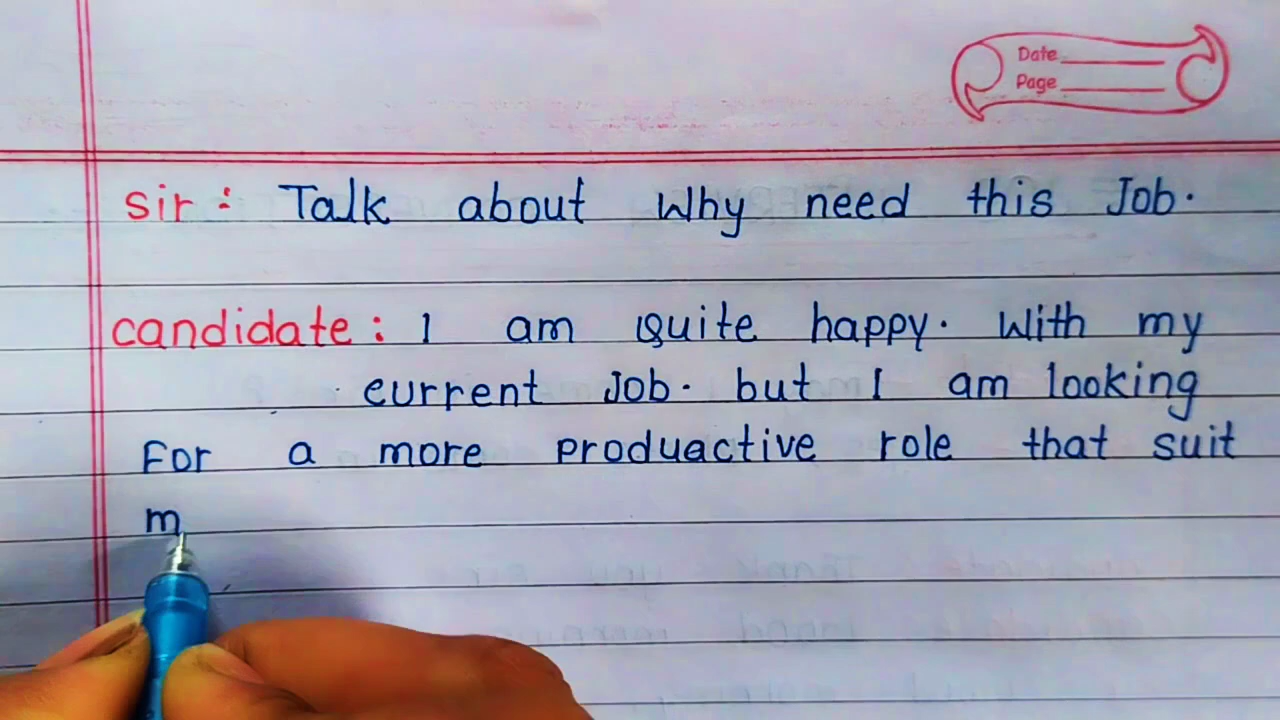 Date
Page
sir: Talk about Why need this Job.
candidate: I am quite happy. With my
current Job. but I am looking
For a more produactive role that suit
m